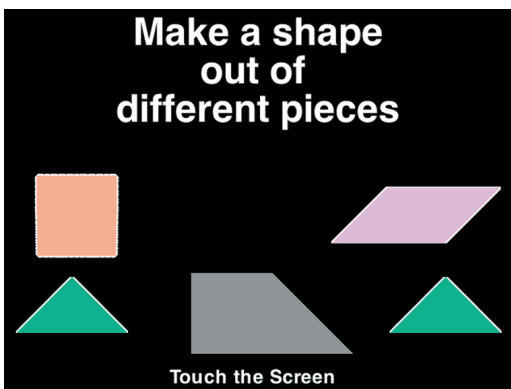 Make a shape
out of
different pieces
Touch the Screen